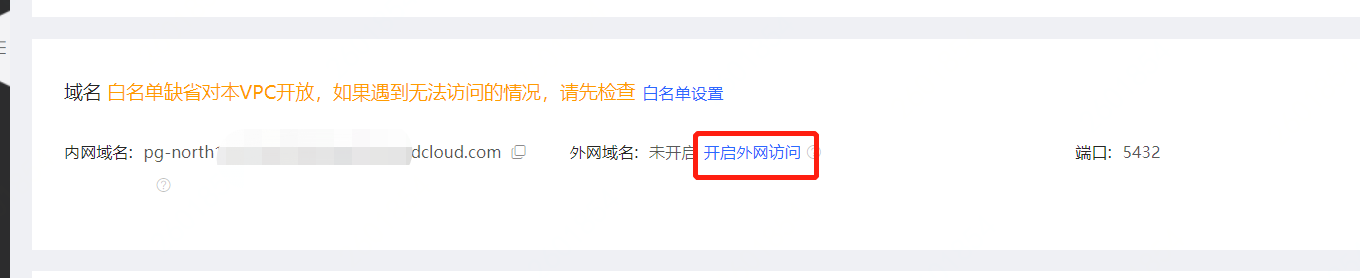 域名 白名单缺省对本VPC开放，如果遇到无法访问的情况，请先检查 白名单设置
内网域名: pg-north dcloud.com 外网域名: 未开启 开启外网访问 端口: 5432